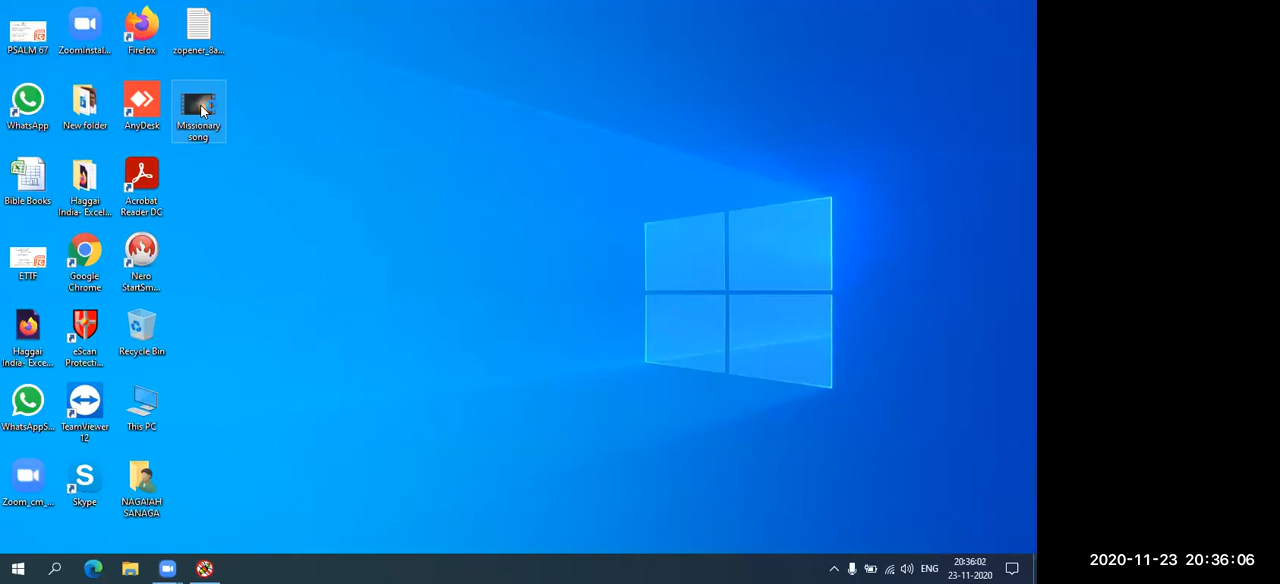 PSALM 67
ZoomInstal...
Firefox
zopener_8a...
WhatsApp
New folder
AnyDesk
Missionary
song
Bible Books
Haggai
India- Excel...
Acrobat
Reader DC
ETTF
Google
Chrome
Nero
StartSm...
Haggai
India- Exce...
eScan
Protecti...
Recycle Bin
WhatsAppS...
TeamViewer
12
This PC
Zoom_cm_...
Skype
NAGAIAH
SANAGA
ENG
20:36:02
23-11-2020
2020-11-23 20:36:06